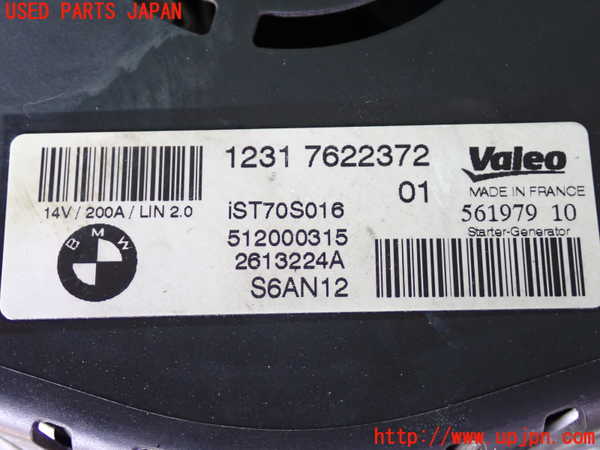 USED PARTS JAPAN
1231 7622372
01
Valeo
MADE IN FRANCE
14V / 200A / LIN 2.0
iST70S016
561979 10
Starter-Generator
512000315
2613224A
S6AN12
BMW
http://www.upjpn.com/